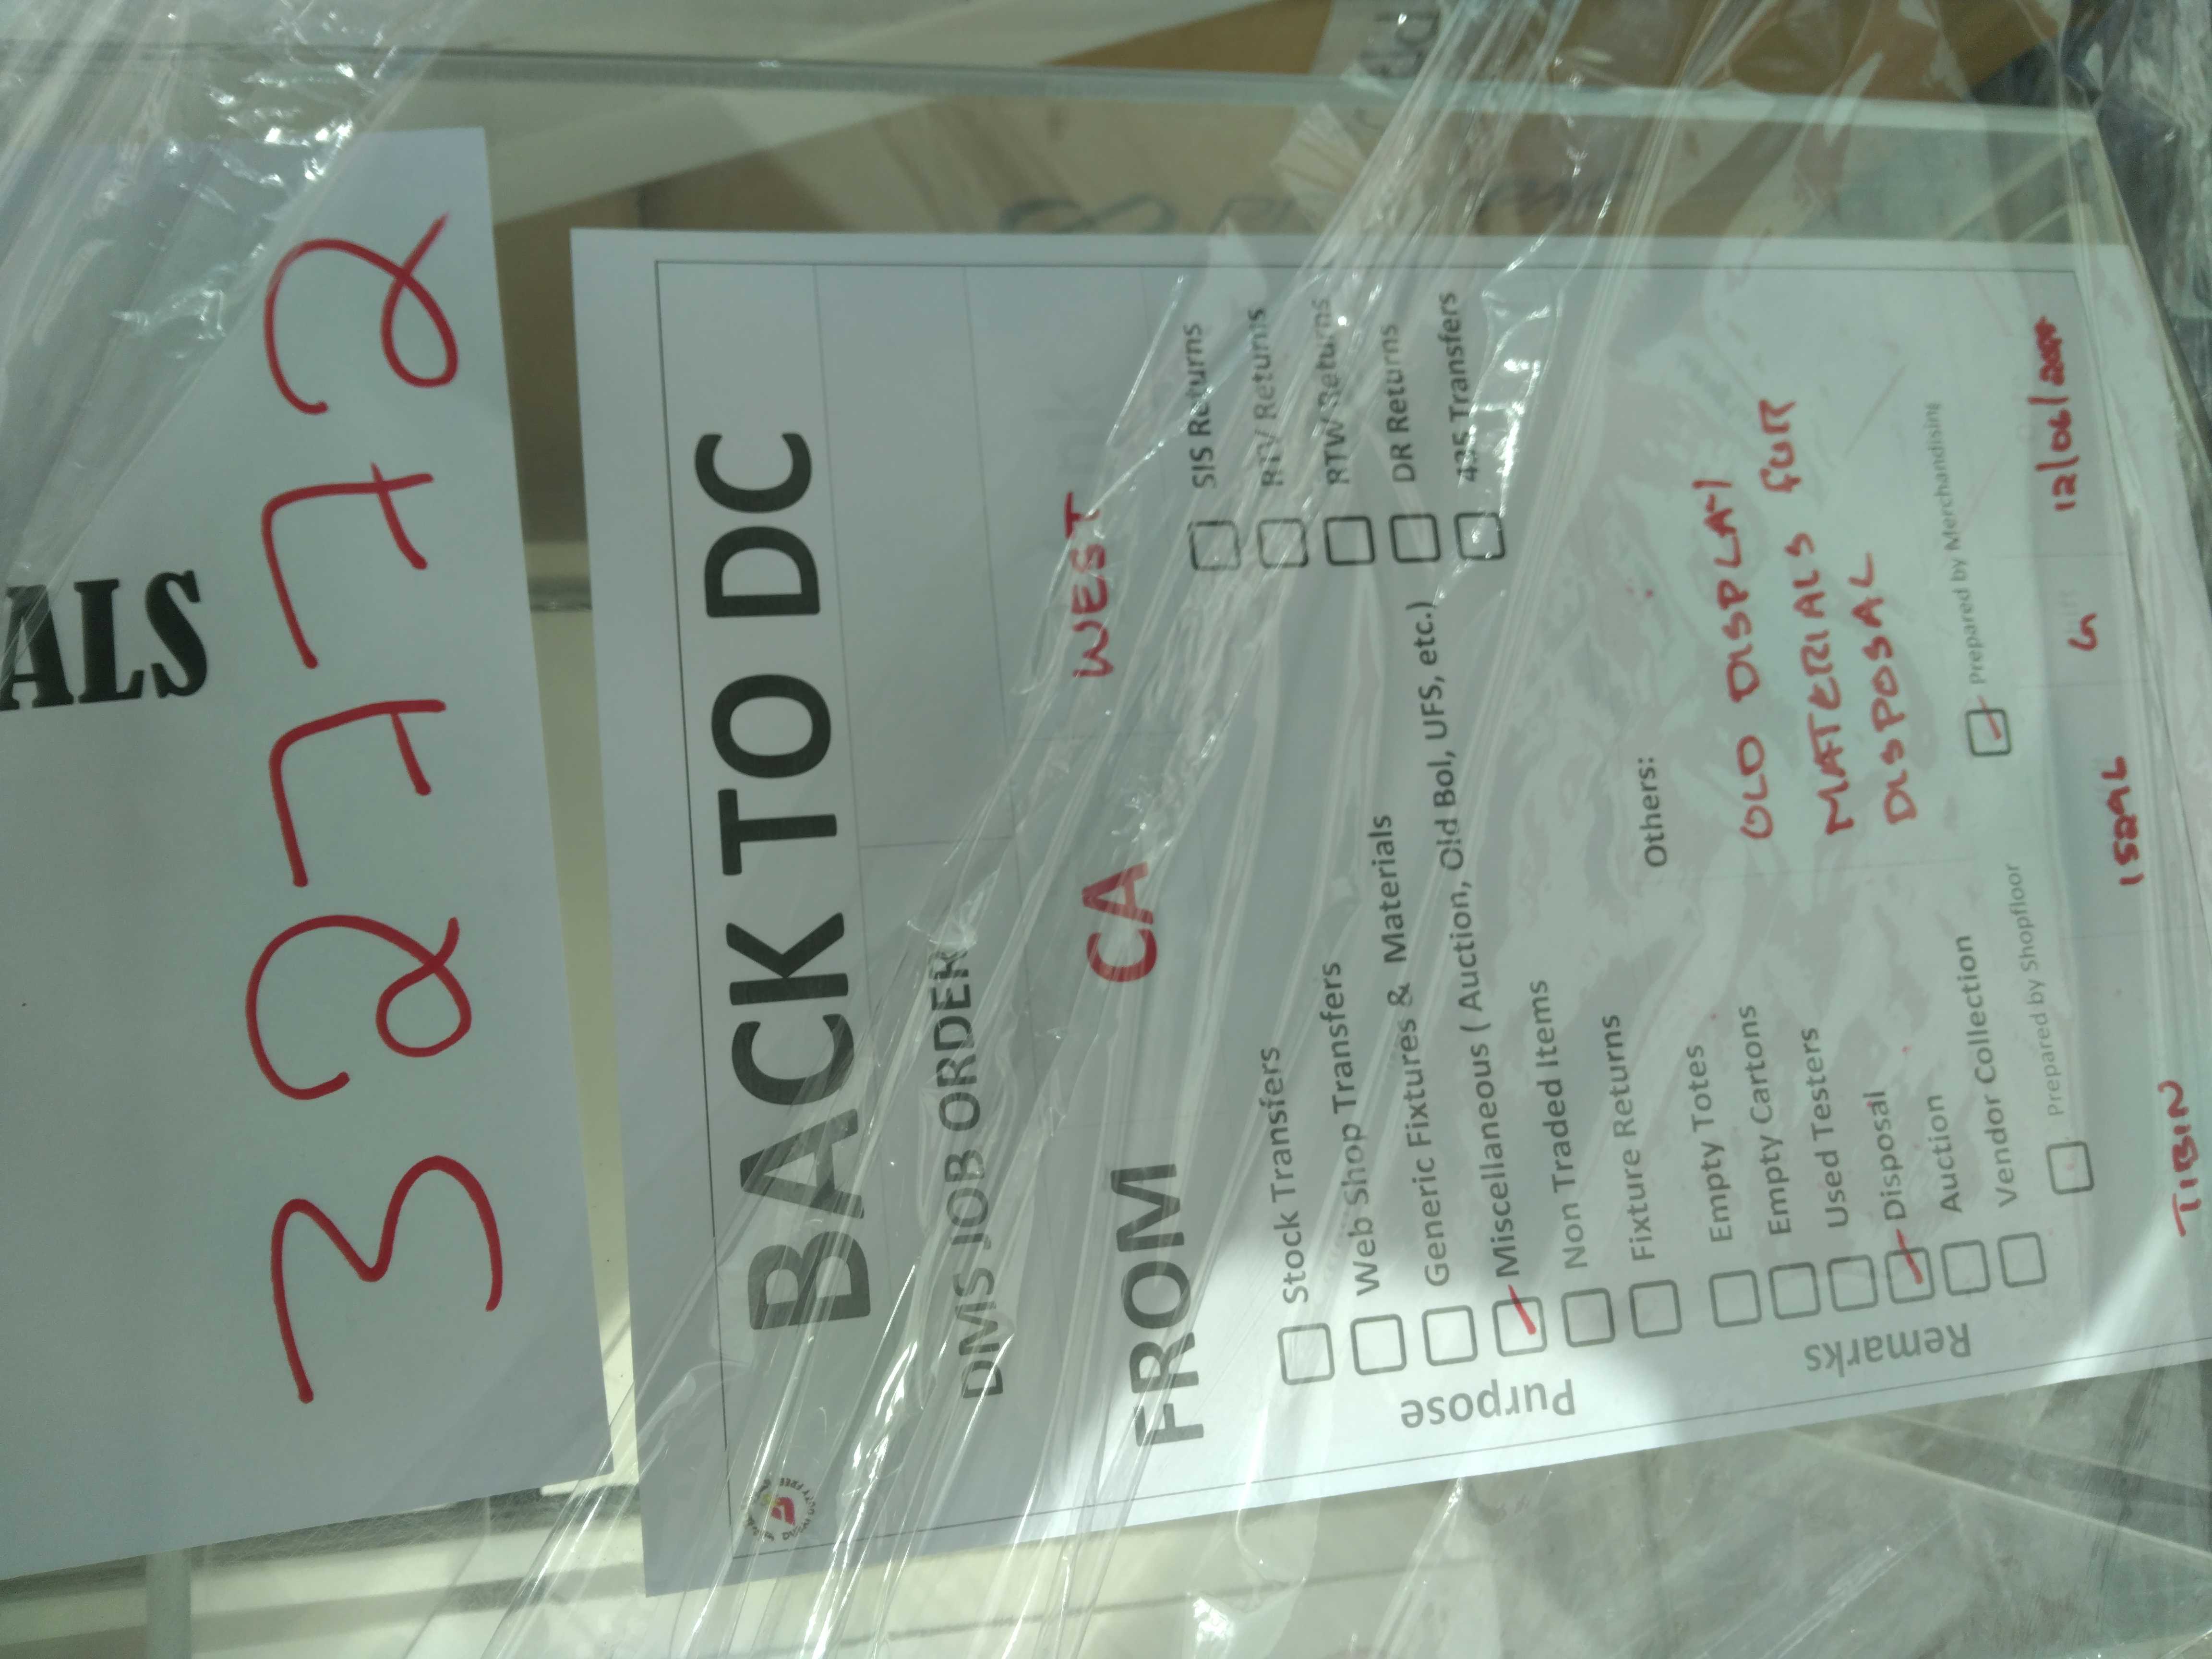 ALS
32772
BACK TO DC
DMS JOB ORDER
FROM CA WEST
Purpose
Stock Transfers
Web Shop Transfers
Generic Fixtures & Materials
Miscellaneous ( Auction, Old Bol, UFS, etc.)
Non Traded Items
Fixture Returns
SIS Returns
RTV Returns
RTW Returns
DR Returns
Transfers
Remarks
Empty Totes
Empty Cartons
Used Testers
Disposal
Auction
Vendor Collection
Others:
OLD DISPLAY
MATERIALS FOR
DISPOSAL
Prepared by Shopfloor
Prepared by Merchandising
TIBIN 15292 G 12/06/